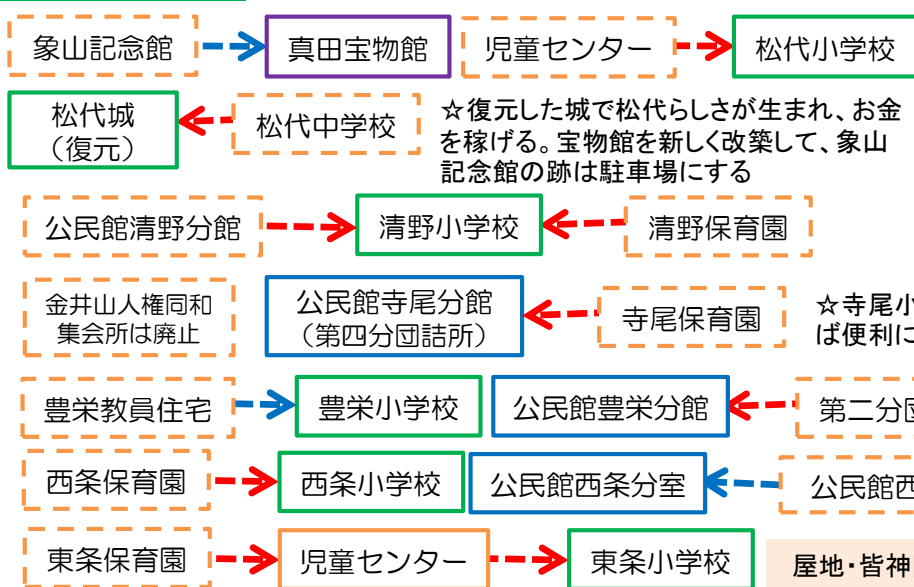 象山記念館
真田宝物館
児童センター
松代小学校
松代城
（復元）
松代中学校
☆復元した城で松代らしさが生まれ、お金
を稼げる。宝物館を新しく改築して、象山
記念館の跡は駐車場にする
公民館清野分館
清野小学校
清野保育園
金井山人権同和
集会所は廃止
公民館寺尾分館
（第四分団詰所）
寺尾保育園
☆寺尾小
ば便利に
豊栄教員住宅
豊栄小学校
公民館豊栄分館
第二分団
西条保育園
西条小学校
公民館西条分室
公民館西
東条保育園
児童センター
東条小学校
屋地・皆神